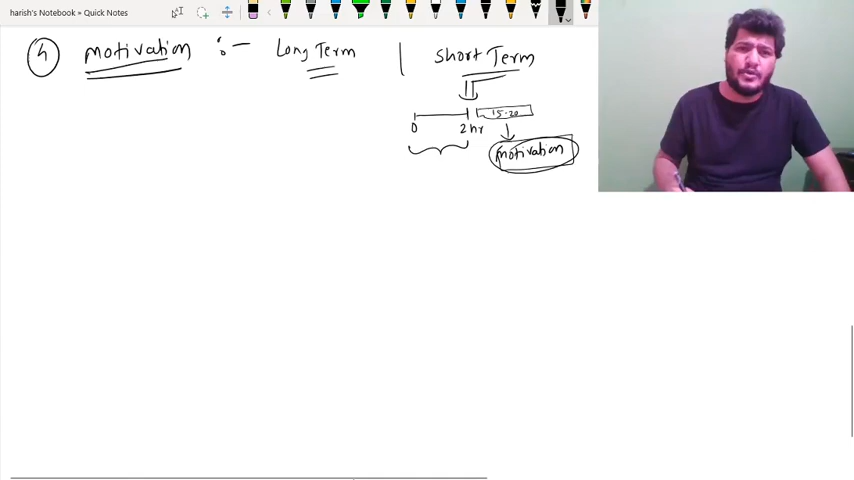 harish's Notebook » Quick Notes
4 motivation :- Long Term | Short Term
15-20
0 2hr
motivation